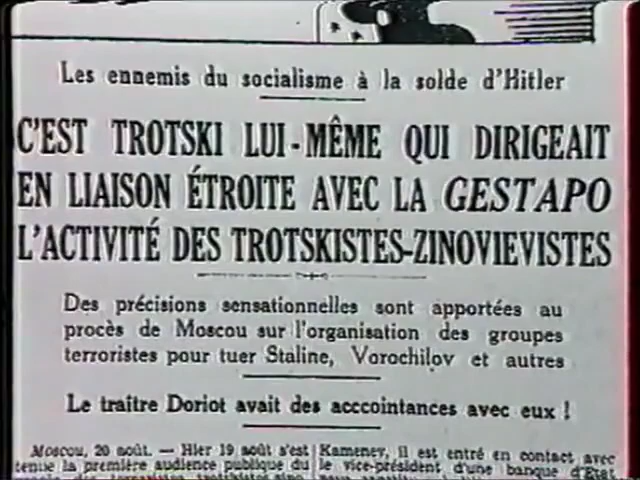 Les ennemis du socialisme à la solde d'Hitler
C'EST TROTSKI LUI-MÊME QUI DIRIGEAIT
EN LIAISON ÉTROITE AVEC LA GESTAPO
L'ACTIVITÉ DES TROTSKISTES-ZINOVIEVISTES
Des précisions sensationnelles sont apportées au
procès de Moscou sur l'organisation des groupes
terroristes pour tuer Staline, Vorochilov et autres
Le traître Doriot avait des acccointances avec eux !
Moscou, 20 août. — Hier 19 août s'est
tenue la première audience publique du
Kamenev, il est entré en contact avec
le vice-président d'une banque d'Etat